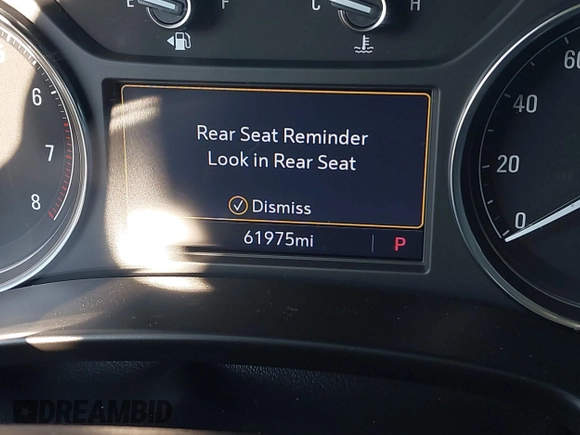 E F C H
6
7
8
Rear Seat Reminder
Look in Rear Seat
Dismiss
61975mi P
60
40
20
0
DREAMBID